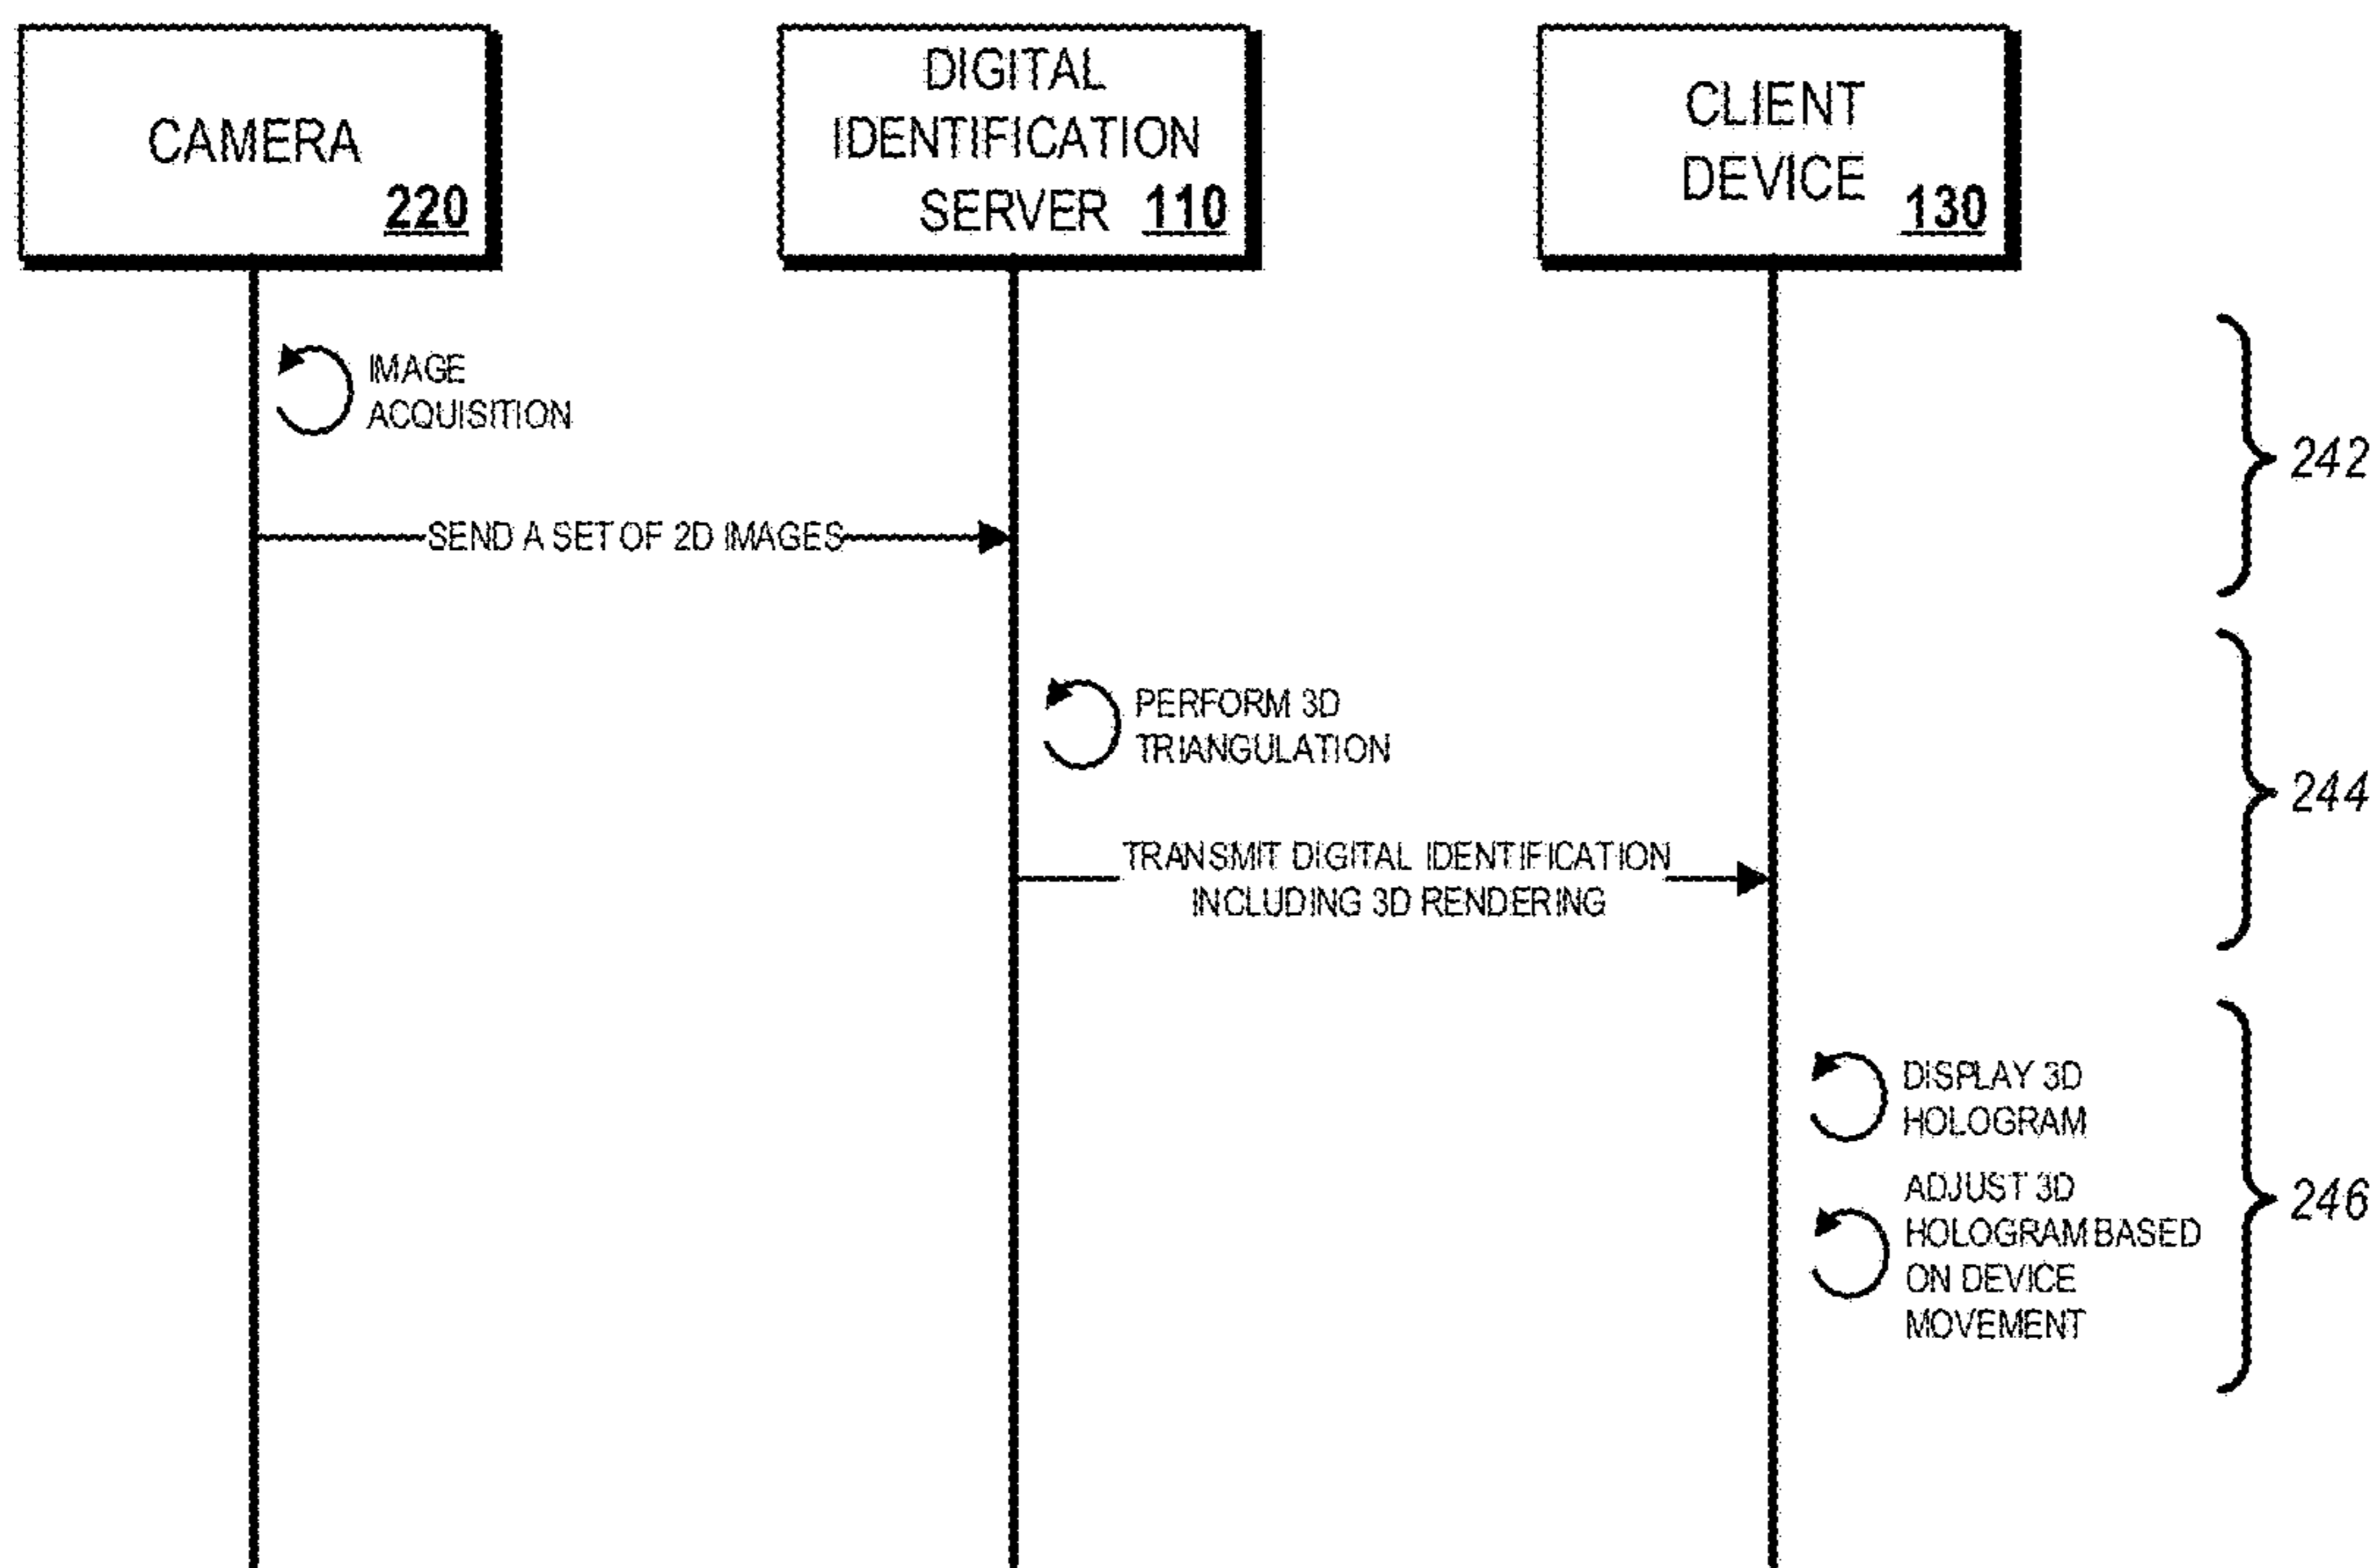 CAMERA
220
DIGITAL
IDENTIFICATION
SERVER 110
CLIENT
DEVICE 130
IMAGE
ACQUISITION
242
SEND A SET OF 2D IMAGES
PERFORM 3D
TRIANGULATION
244
TRANSMIT DIGITAL IDENTIFICATION
INCLUDING 3D RENDERING
DISPLAY 3D
HOLOGRAM
ADJUST 3D
HOLOGRAM BASED
ON DEVICE
MOVEMENT
246